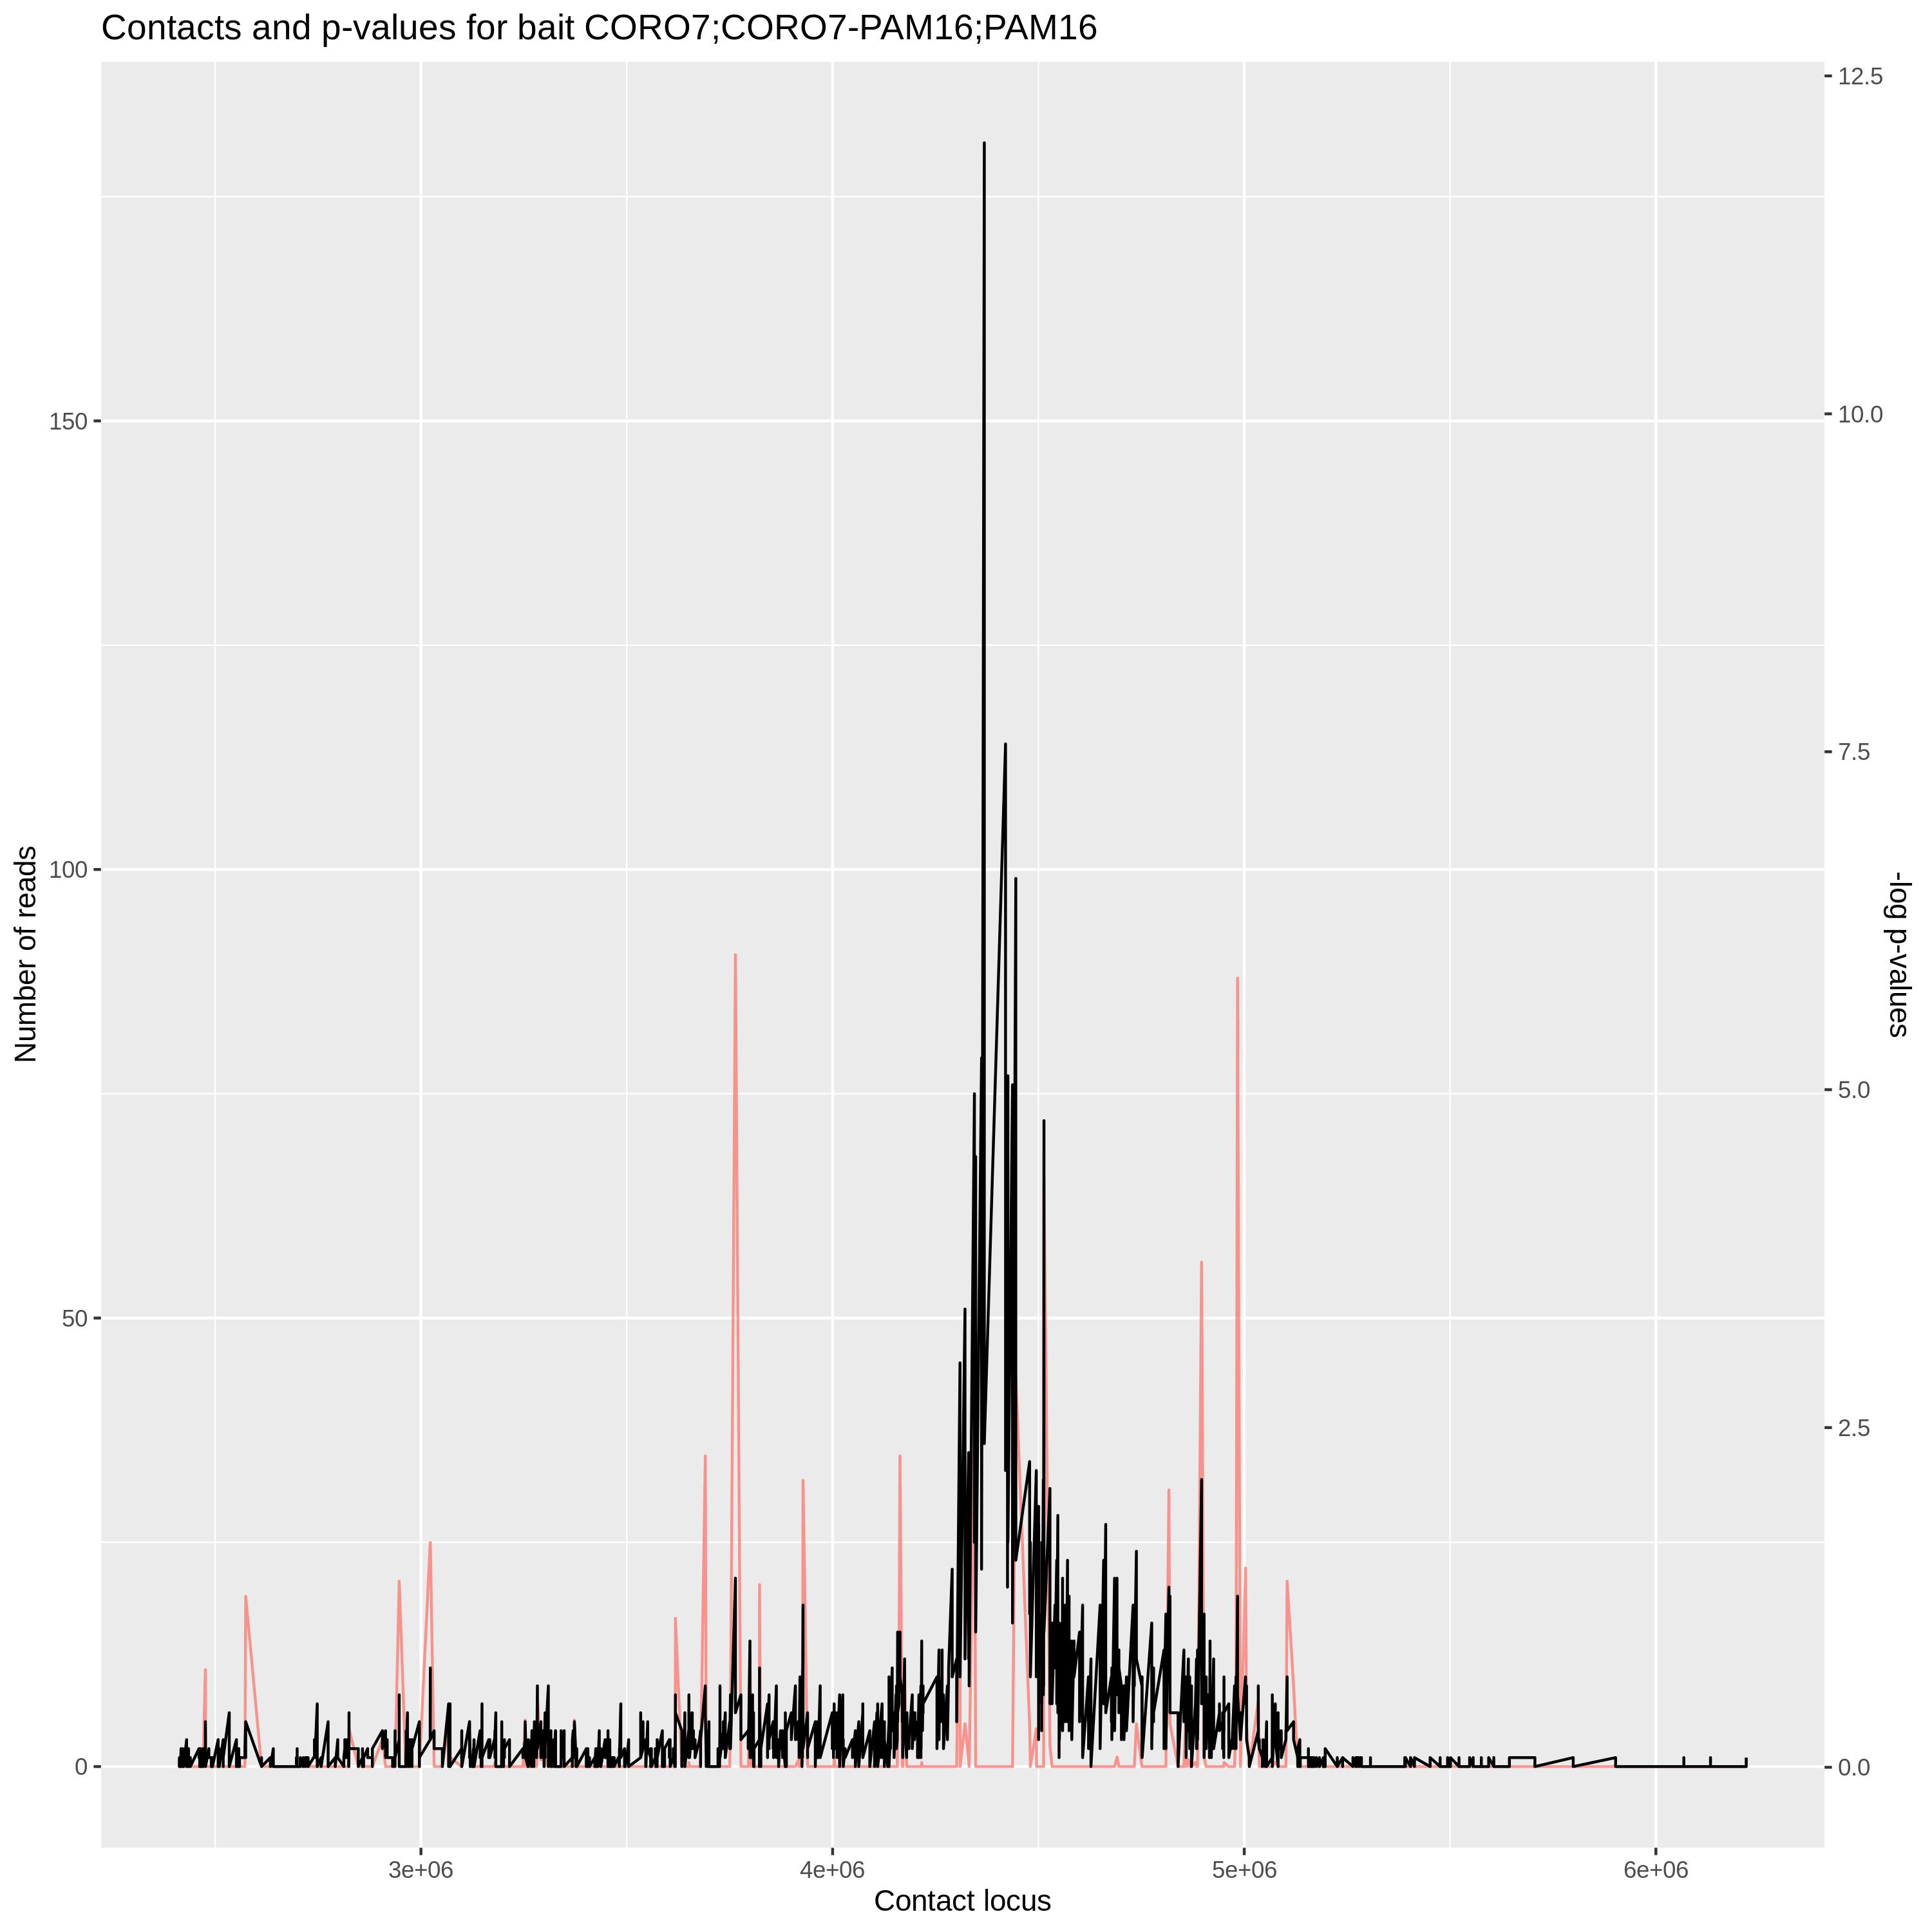 Contacts and p-values for bait CORO7;CORO7-PAM16;PAM16
Number of reads
150
100
50
0
12.5
10.0
7.5
5.0
2.5
0.0
-log p-values
3e+06 4e+06 5e+06 6e+06
Contact locus